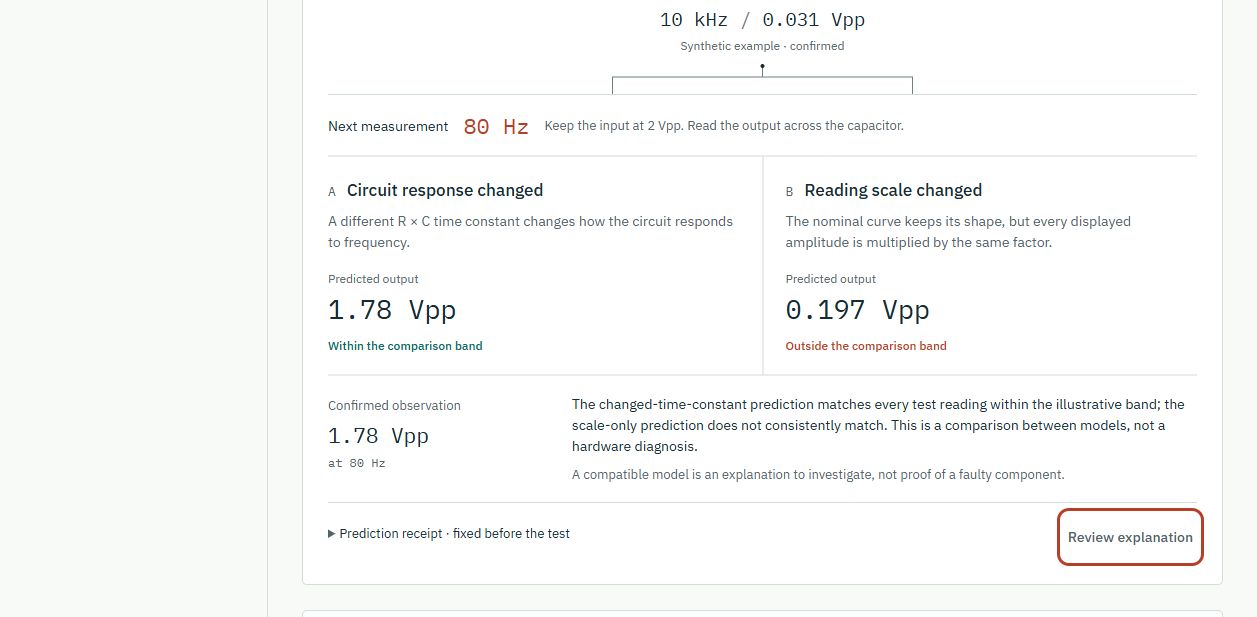 10 kHz / 0.031 Vpp
Synthetic example · confirmed
Next measurement 80 Hz Keep the input at 2 Vpp. Read the output across the capacitor.
A Circuit response changed
A different R × C time constant changes how the circuit responds
to frequency.
Predicted output
1.78 Vpp
Within the comparison band
B Reading scale changed
The nominal curve keeps its shape, but every displayed
amplitude is multiplied by the same factor.
Predicted output
0.197 Vpp
Outside the comparison band
Confirmed observation
1.78 Vpp
at 80 Hz
The changed-time-constant prediction matches every test reading within the illustrative band; the
scale-only prediction does not consistently match. This is a comparison between models, not a
hardware diagnosis.
A compatible model is an explanation to investigate, not proof of a faulty component.
Prediction receipt · fixed before the test
Review explanation